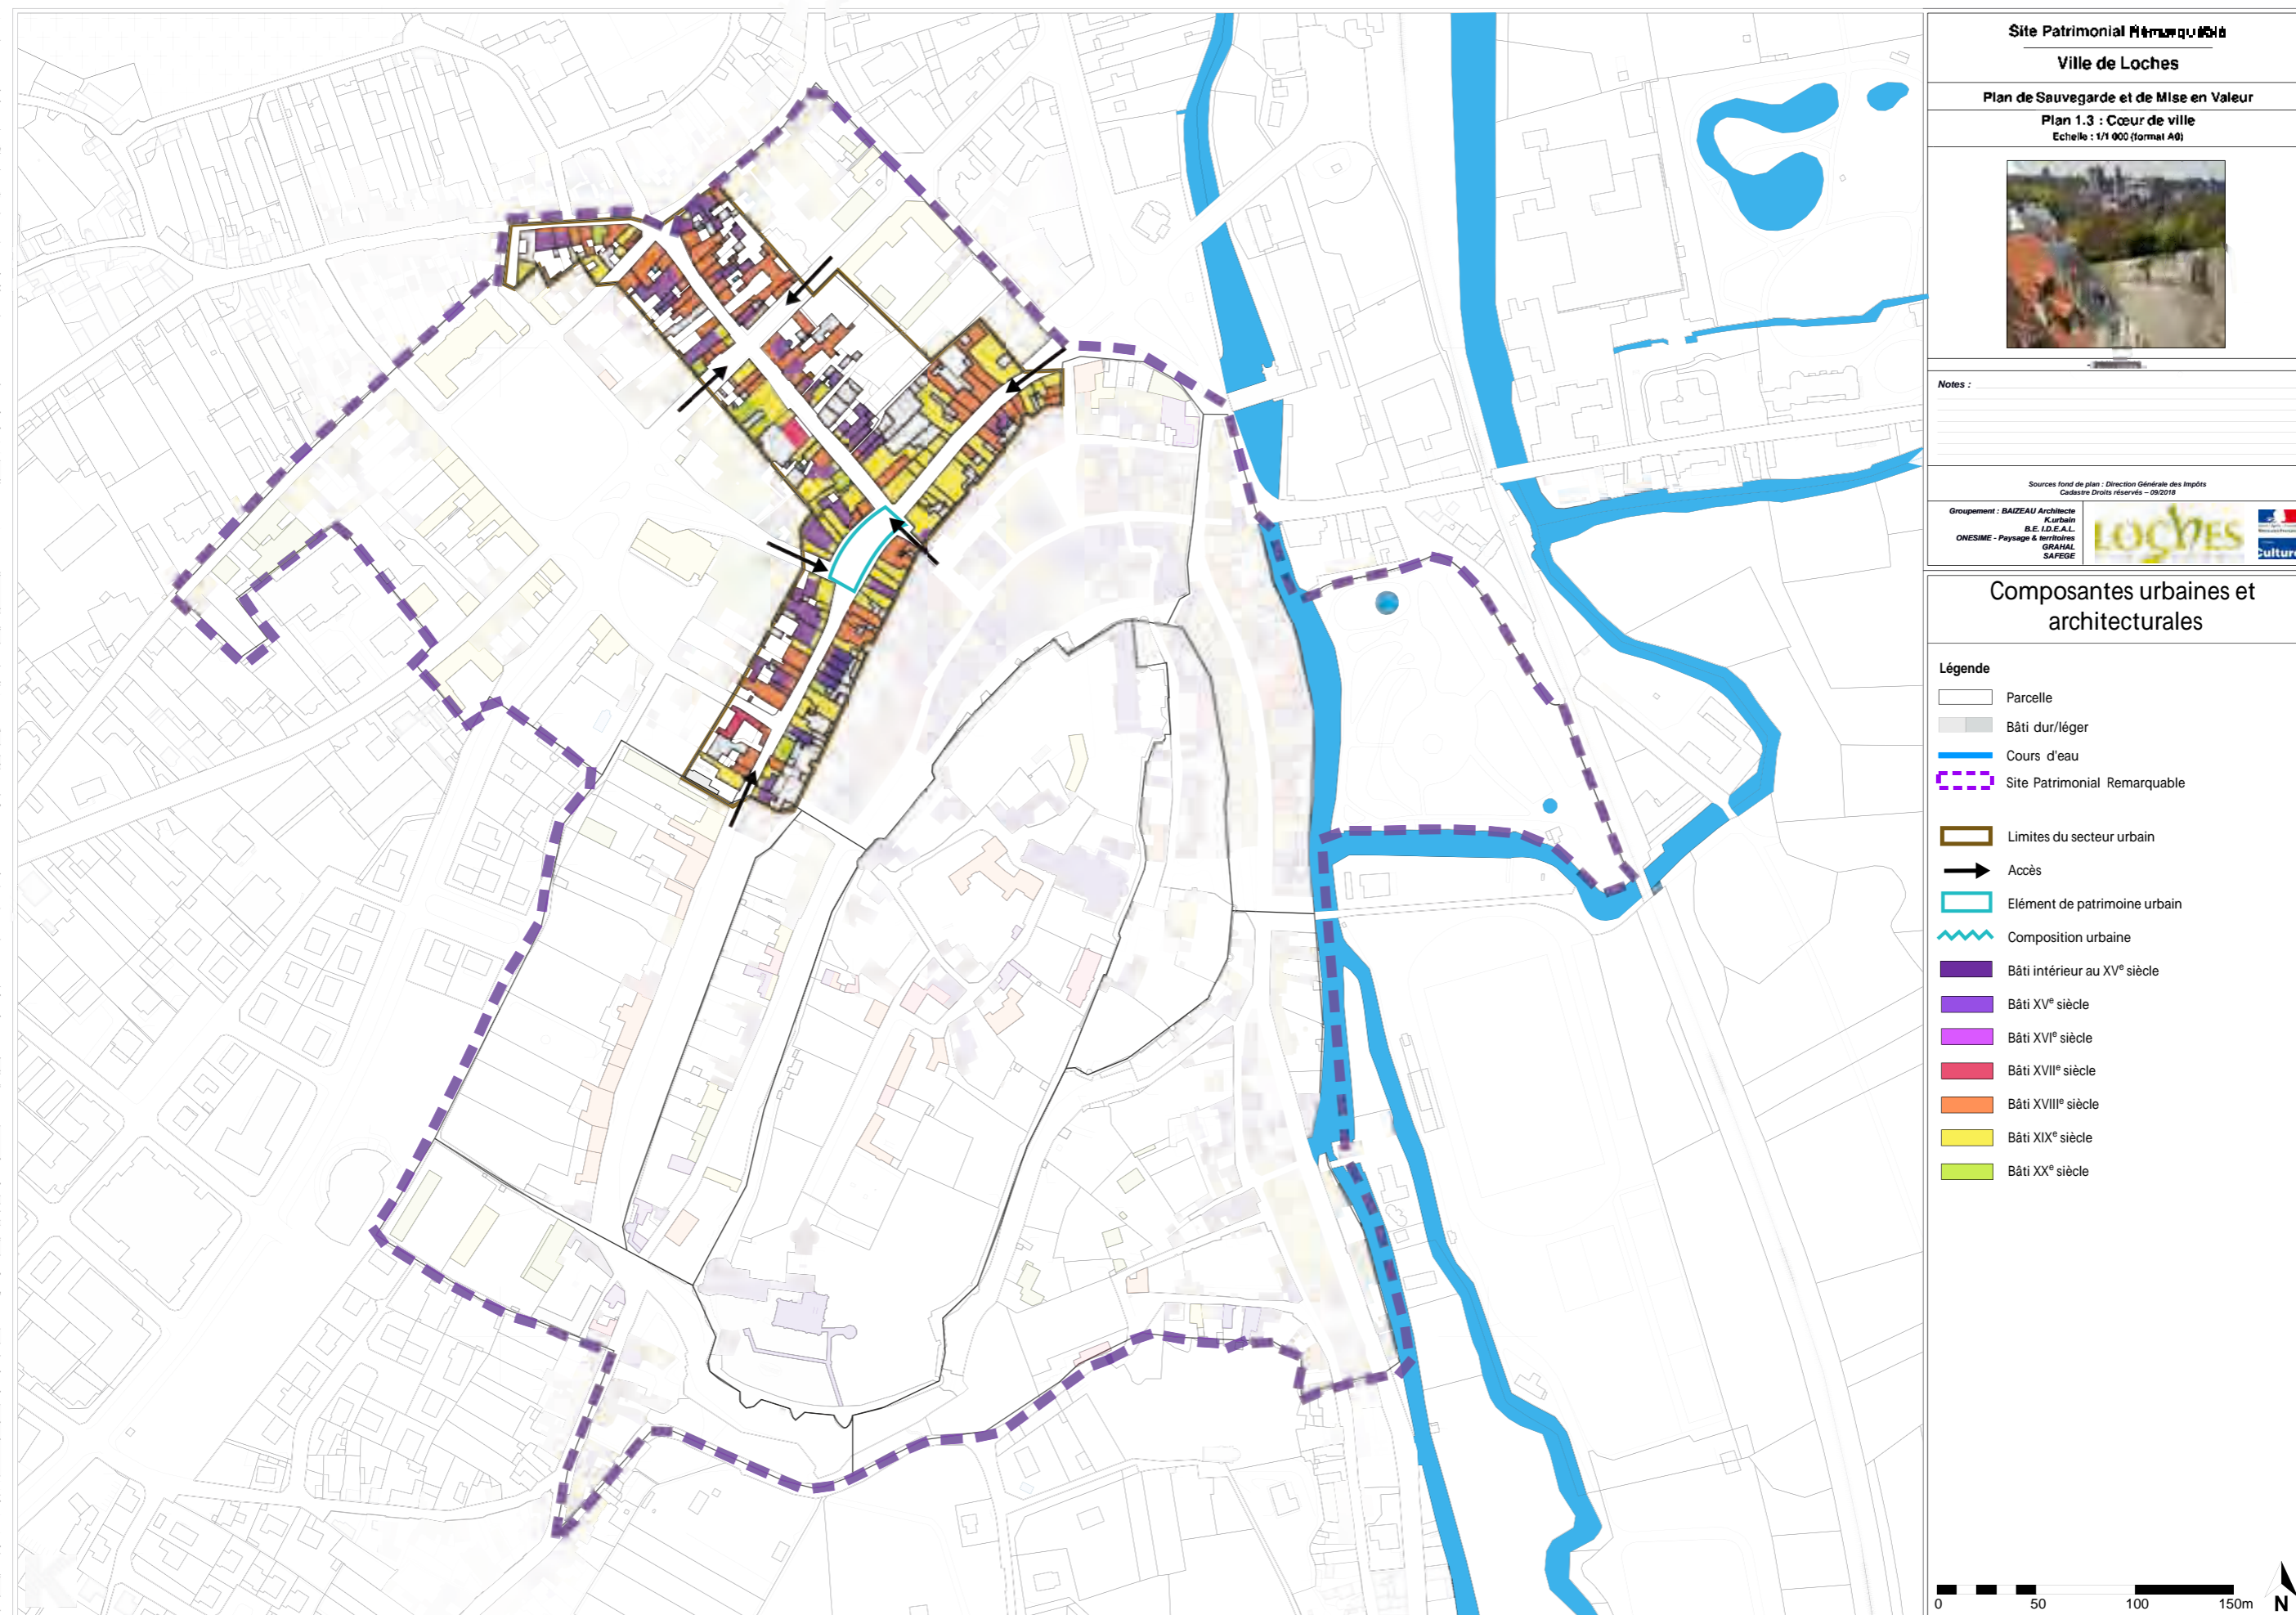 Site Patrimonial
Ville de Loches
Plan de Sauvegarde et de Mise en Valeur
Plan 1.3 : Cœur de ville
Echelle : 1/1 000 (format A0)
Notes :
Sources fond de plan : Direction Générale des Impôts
Cadastre Droits réservés – 09/2018
Groupement : BAIZEAU Architecte
K.urbain
B.E. I.D.E.A.L.
ONESIME - Paysage & territoires
GRAHAL
SAFEGE
LOCHES
Culture
Composantes urbaines et
architecturales
Légende
Parcelle
Bâti dur/léger
Cours d'eau
Site Patrimonial Remarquable
Limites du secteur urbain
Accès
Elément de patrimoine urbain
Composition urbaine
Bâti intérieur au XVe siècle
Bâti XVe siècle
Bâti XVIe siècle
Bâti XVIIe siècle
Bâti XVIIIe siècle
Bâti XIXe siècle
Bâti XXe siècle
0 50 100 150m
N